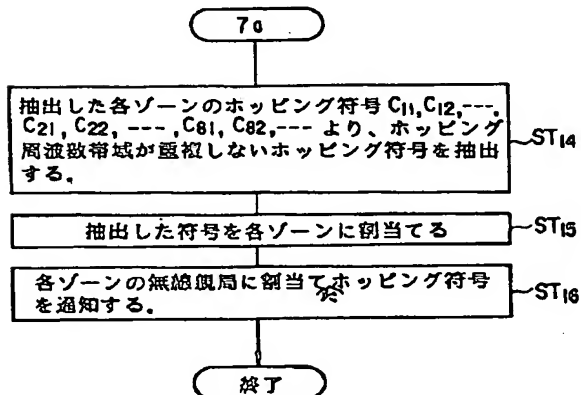 7a
抽出した各ゾーンのホッピング符号 C11, C12, ---,
C21, C22, ---, C81, C82, --- より、ホッピング
周波数帯域が重複しないホッピング符号を抽出
する。
ST14
抽出した符号を各ゾーンに割当てる
ST15
各ゾーンの無線親局に割当てホッピング符号
を通知する。
ST16
終了